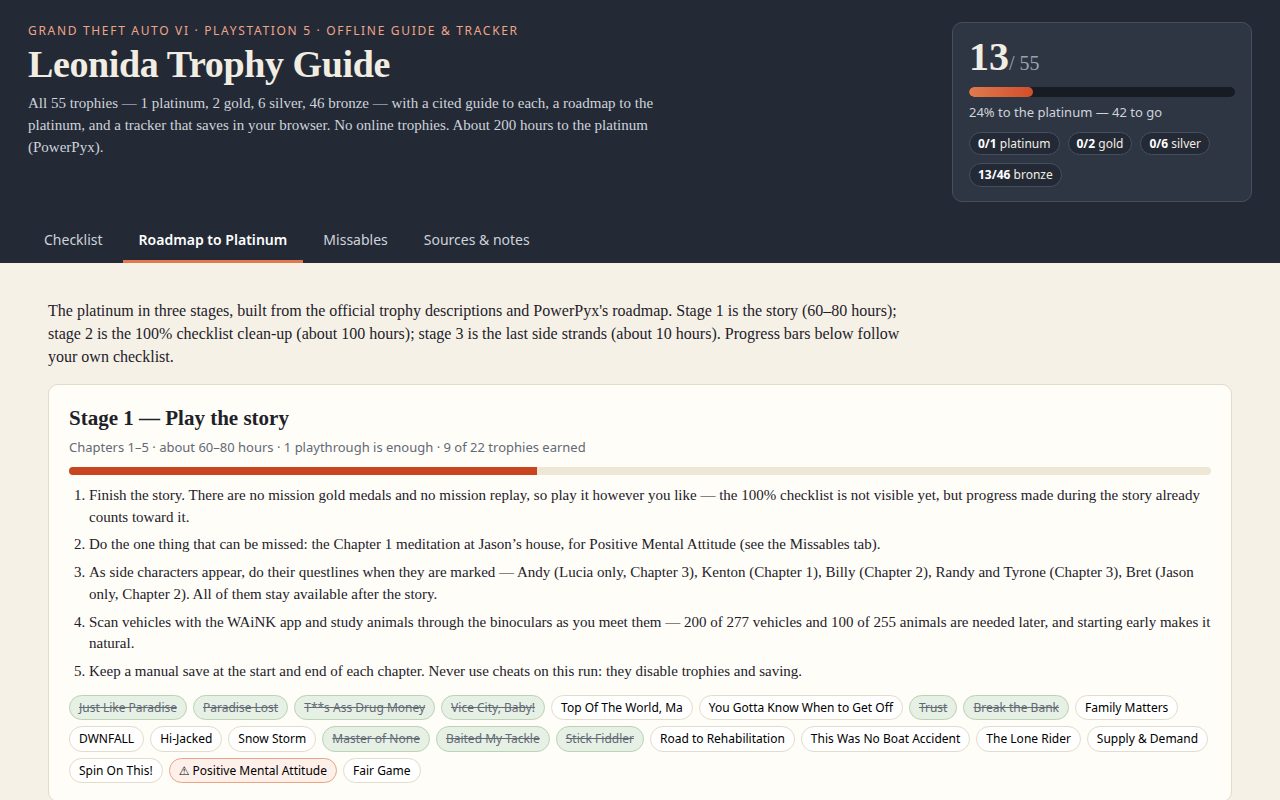 GRAND THEFT AUTO VI · PLAYSTATION 5 · OFFLINE GUIDE & TRACKER
Leonida Trophy Guide
All 55 trophies — 1 platinum, 2 gold, 6 silver, 46 bronze — with a cited guide to each, a roadmap to the
platinum, and a tracker that saves in your browser. No online trophies. About 200 hours to the platinum
(PowerPyx).
13/ 55
24% to the platinum — 42 to go
0/1 platinum 0/2 gold 0/6 silver
13/46 bronze
Checklist Roadmap to Platinum Missables Sources & notes
The platinum in three stages, built from the official trophy descriptions and PowerPyx's roadmap. Stage 1 is the story (60–80 hours);
stage 2 is the 100% checklist clean-up (about 100 hours); stage 3 is the last side strands (about 10 hours). Progress bars below follow
your own checklist.
Stage 1 — Play the story
Chapters 1–5 · about 60–80 hours · 1 playthrough is enough · 9 of 22 trophies earned
1. Finish the story. There are no mission gold medals and no mission replay, so play it however you like — the 100% checklist is not visible yet, but progress made during the story already
counts toward it.
2. Do the one thing that can be missed: the Chapter 1 meditation at Jason’s house, for Positive Mental Attitude (see the Missables tab).
3. As side characters appear, do their questlines when they are marked — Andy (Lucia only, Chapter 3), Kenton (Chapter 1), Billy (Chapter 2), Randy and Tyrone (Chapter 3), Bret (Jason
only, Chapter 2). All of them stay available after the story.
4. Scan vehicles with the WAiNK app and study animals through the binoculars as you meet them — 200 of 277 vehicles and 100 of 255 animals are needed later, and starting early makes it
natural.
5. Keep a manual save at the start and end of each chapter. Never use cheats on this run: they disable trophies and saving.
Just Like Paradise Paradise Lost T**s Ass Drug Money Vice City, Baby! Top Of The World, Ma You Gotta Know When to Get Off Trust Break the Bank Family Matters
DWNFALL Hi-Jacked Snow Storm Master of None Baited My Tackle Stick Fiddler Road to Rehabilitation This Was No Boat Accident The Lone Rider Supply & Demand
Spin On This! ⚠ Positive Mental Attitude Fair Game